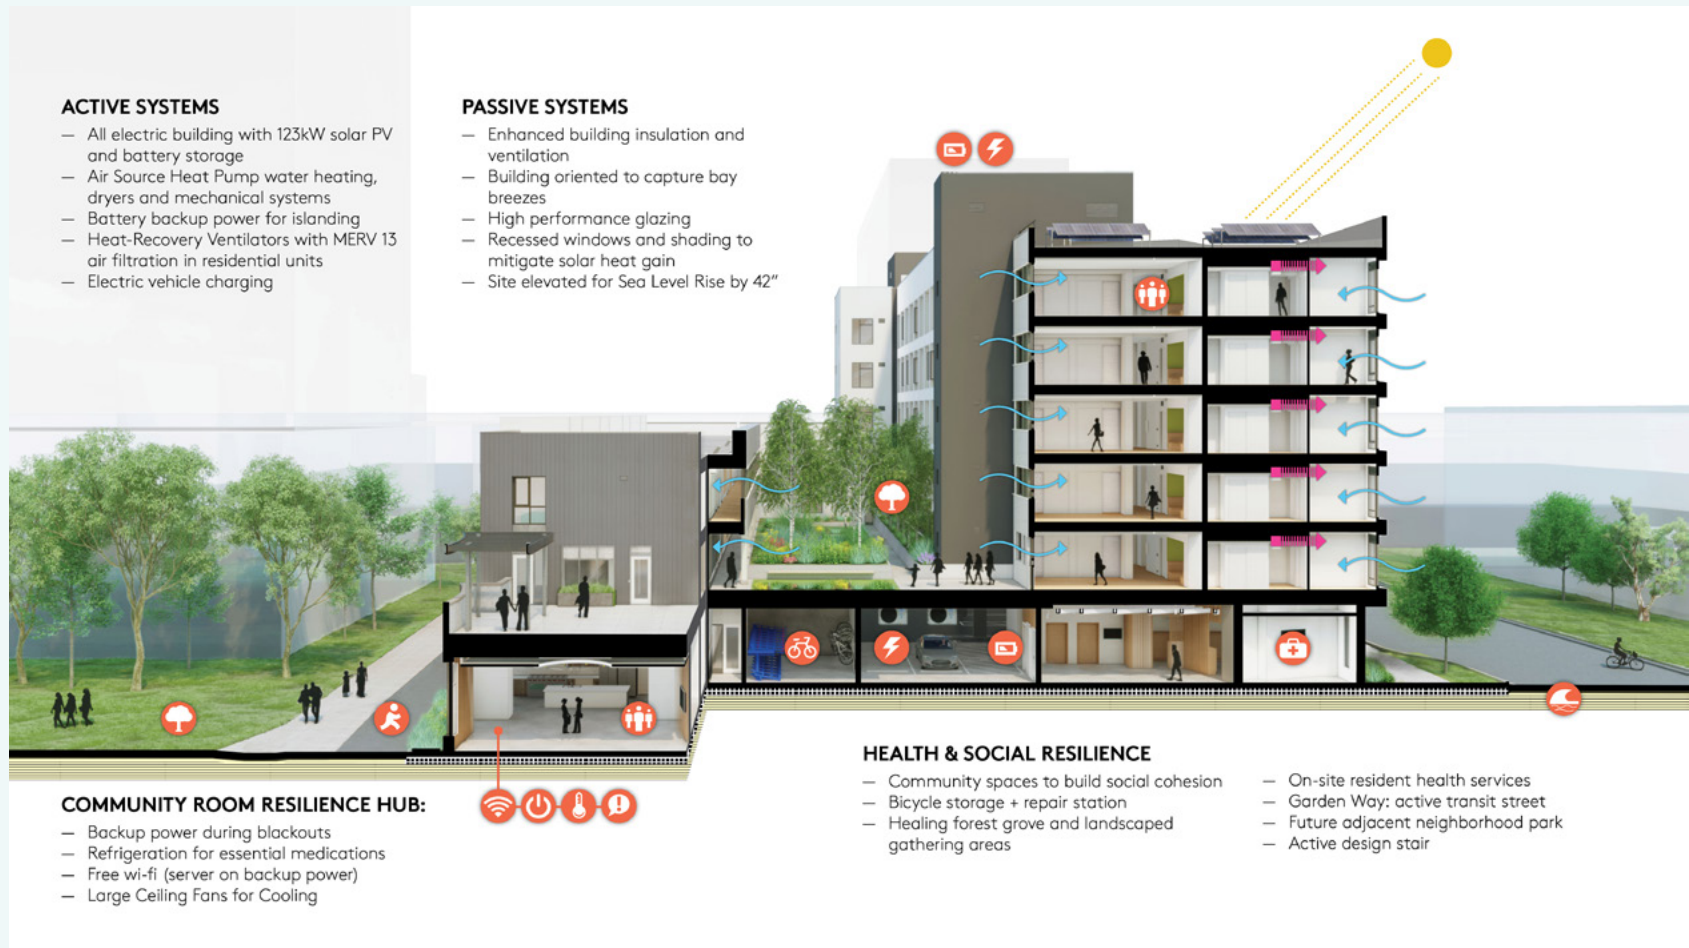 ACTIVE SYSTEMS
— All electric building with 123kW solar PV
and battery storage
— Air Source Heat Pump water heating,
dryers and mechanical systems
— Battery backup power for islanding
— Heat-Recovery Ventilators with MERV 13
air filtration in residential units
— Electric vehicle charging
PASSIVE SYSTEMS
— Enhanced building insulation and
ventilation
— Building oriented to capture bay
breezes
— High performance glazing
— Recessed windows and shading to
mitigate solar heat gain
— Site elevated for Sea Level Rise by 42”
COMMUNITY ROOM RESILIENCE HUB:
— Backup power during blackouts
— Refrigeration for essential medications
— Free wi-fi (server on backup power)
— Large Ceiling Fans for Cooling
HEALTH & SOCIAL RESILIENCE
— Community spaces to build social cohesion
— Bicycle storage + repair station
— Healing forest grove and landscaped
gathering areas
— On-site resident health services
— Garden Way: active transit street
— Future adjacent neighborhood park
— Active design stair